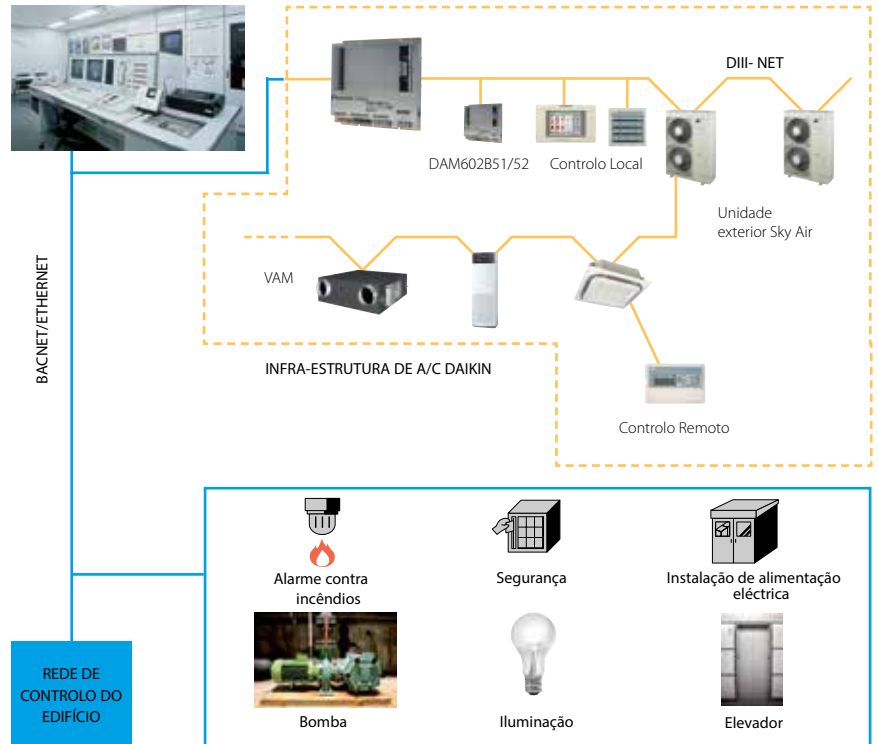 DIII- NET
DAM602B51/52
Controlo Local
Unidade
exterior Sky Air
VAM
BACNET/ETHERNET
INFRA-ESTRUTURA DE A/C DAIKIN
Controlo Remoto
Alarme contra
incêndios
Segurança
Instalação de alimentação
eléctrica
Bomba
Iluminação
Elevador
REDE DE
CONTROLO DO
EDIFÍCIO